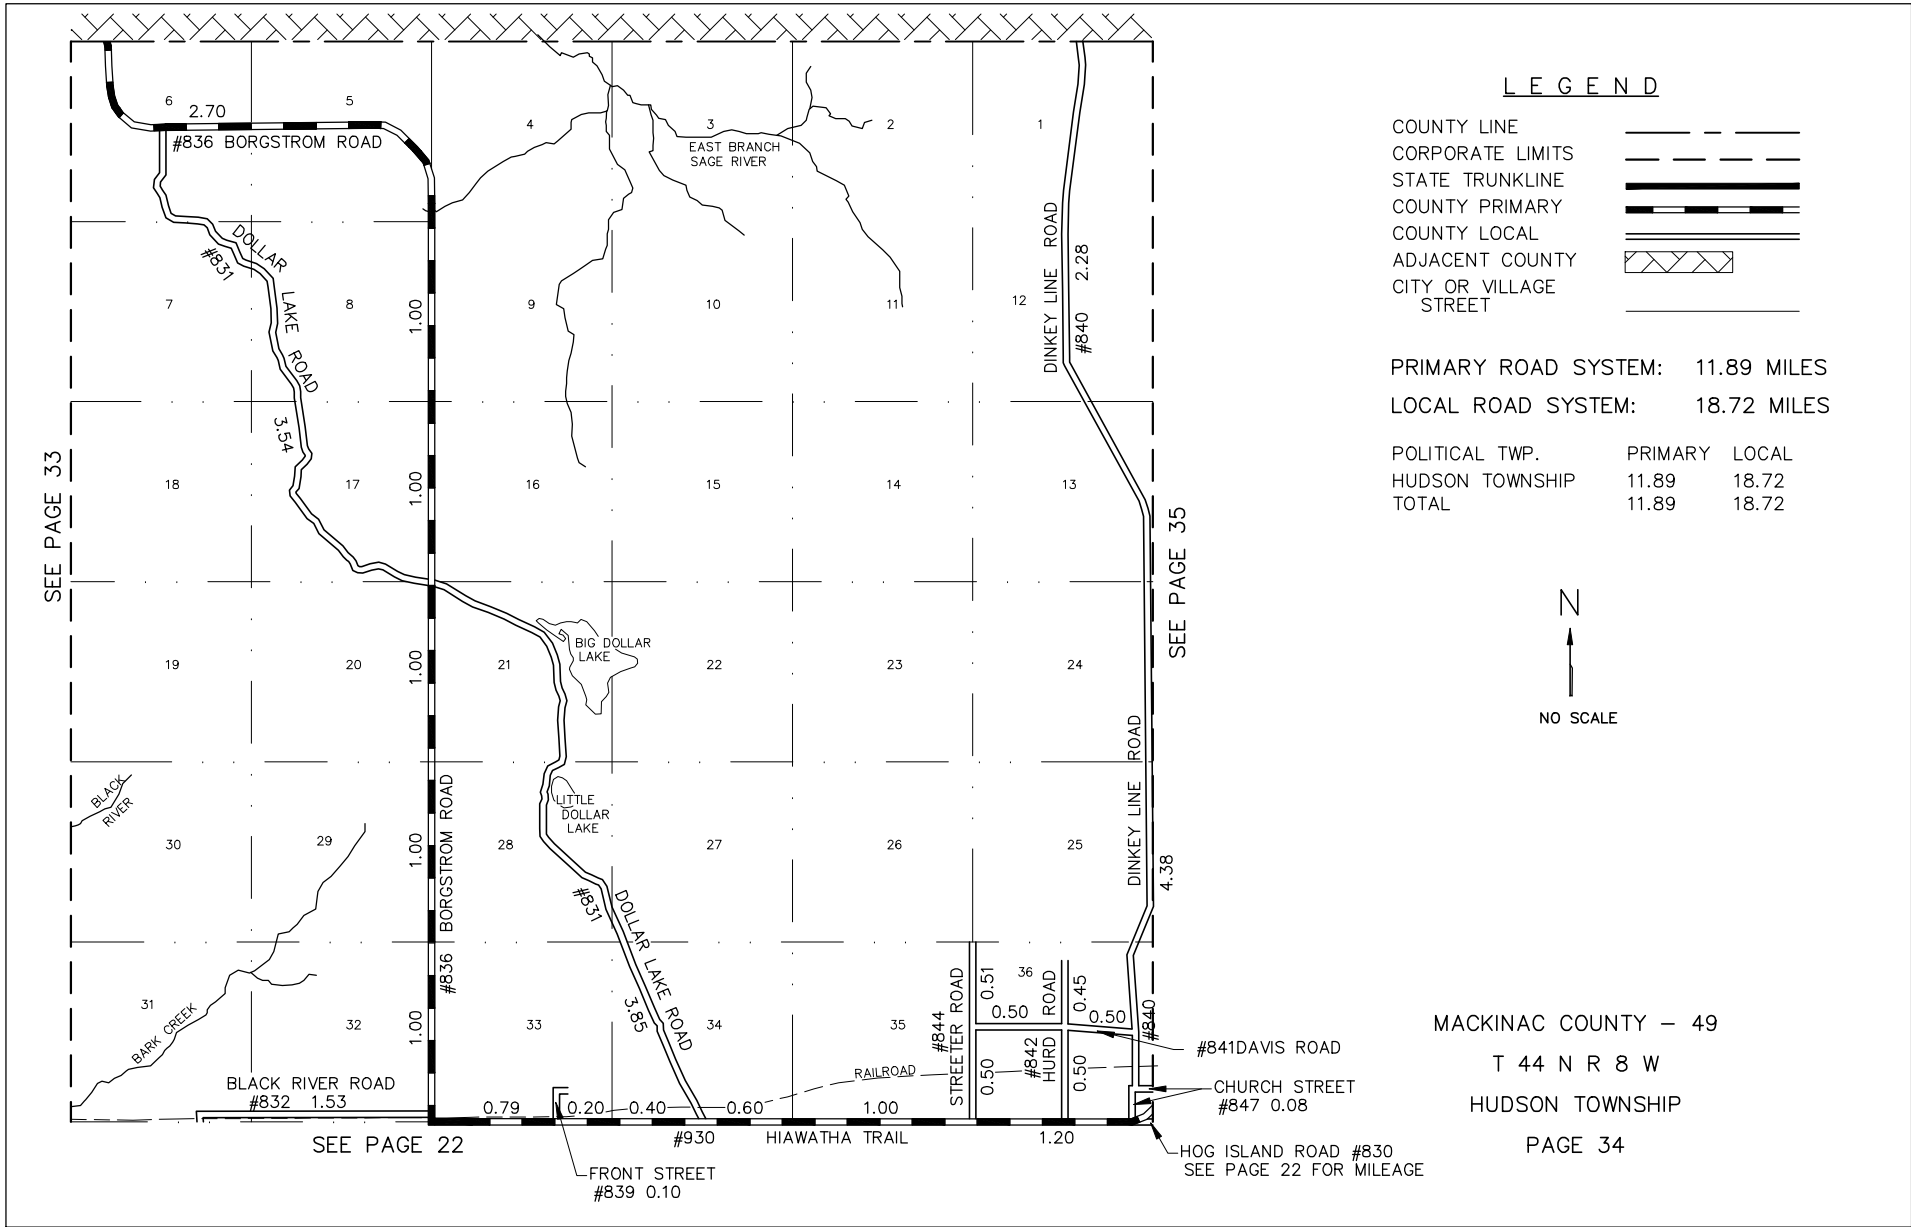 L E G E N D
COUNTY LINE
CORPORATE LIMITS
STATE TRUNKLINE
COUNTY PRIMARY
COUNTY LOCAL
ADJACENT COUNTY
CITY OR VILLAGE
STREET
PRIMARY ROAD SYSTEM: 11.89 MILES
LOCAL ROAD SYSTEM: 18.72 MILES
POLITICAL TWP. PRIMARY LOCAL
HUDSON TOWNSHIP 11.89 18.72
TOTAL 11.89 18.72
N
NO SCALE
MACKINAC COUNTY – 49
T 44 N R 8 W
HUDSON TOWNSHIP
PAGE 34
SEE PAGE 33
SEE PAGE 35
SEE PAGE 22
6
2.70
5
4
3
2
1
#836 BORGSTROM ROAD
EAST BRANCH
SAGE RIVER
DOLLAR
LAKE
ROAD
#831
3.54
7
8
1.00
9
10
11
12
DINKEY LINE ROAD
#840 2.28
18
17
1.00
16
15
14
13
19
20
1.00
21
BIG DOLLAR
LAKE
22
23
24
BLACK
RIVER
30
29
1.00
#836 BORGSTROM ROAD
LITTLE
DOLLAR
LAKE
28
27
26
25
DINKEY LINE ROAD
4.38
#831
DOLLAR LAKE ROAD
3.85
31
BARK CREEK
32
1.00
33
34
35
36
#844
STREETER ROAD
0.51
0.50
0.50
#842
HURD ROAD
0.45
0.50
0.50
#840
#841DAVIS ROAD
RAILROAD
CHURCH STREET
#847 0.08
BLACK RIVER ROAD
#832 1.53
0.79
0.20
0.40
0.60
1.00
#930 HIAWATHA TRAIL
1.20
FRONT STREET
#839 0.10
HOG ISLAND ROAD #830
SEE PAGE 22 FOR MILEAGE